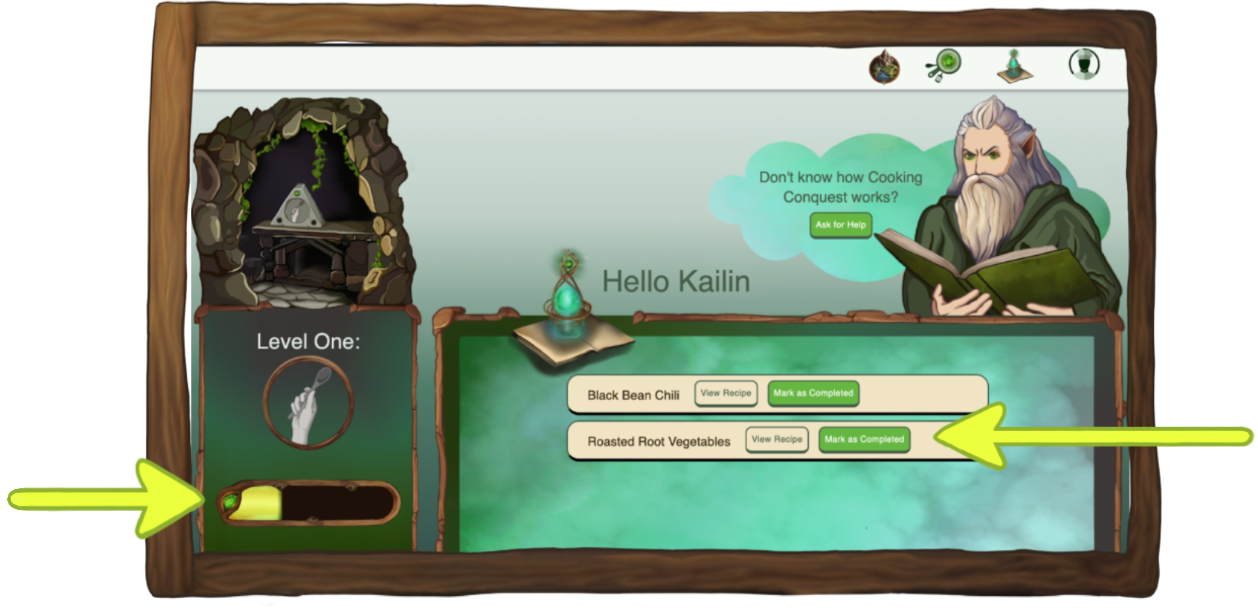 Don't know how Cooking
Conquest works?
Ask for Help
Hello Kailin
Level One:
Black Bean Chili View Recipe Mark as Completed
Roasted Root Vegetables View Recipe Mark as Completed